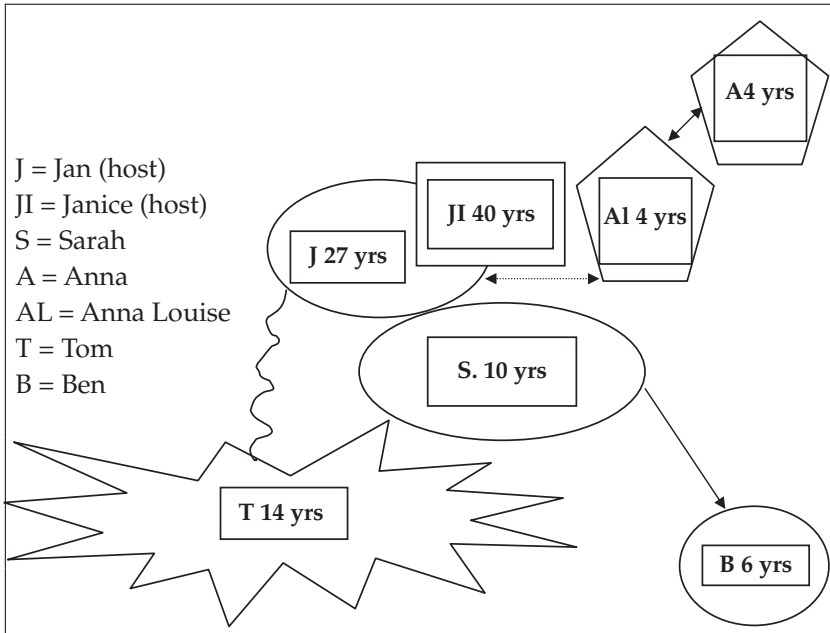 A4 yrs
J = Jan (host)
JI = Janice (host)
S = Sarah
A = Anna
AL = Anna Louise
T = Tom
B = Ben
JI 40 yrs
Al 4 yrs
J 27 yrs
S. 10 yrs
T 14 yrs
B 6 yrs